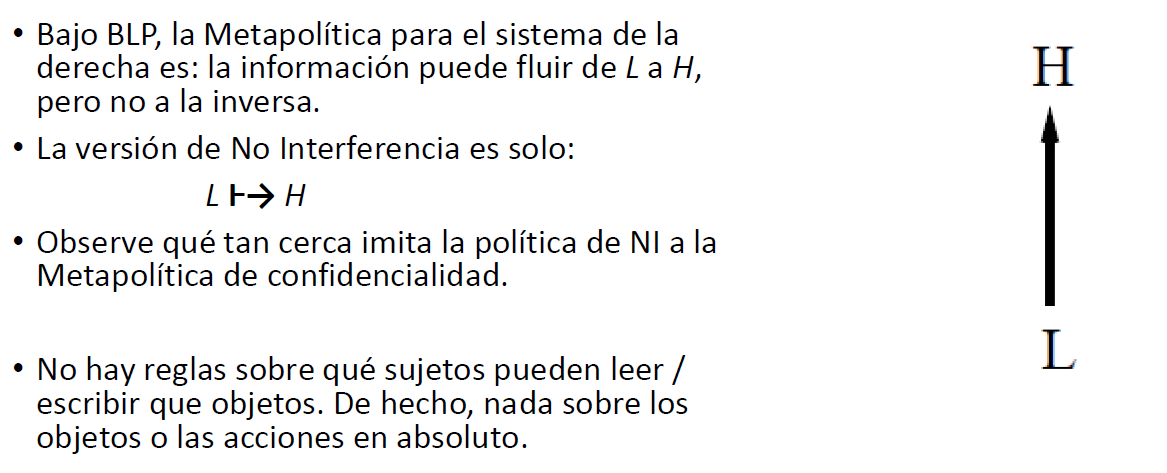 • Bajo BLP, la Metapolítica para el sistema de la
derecha es: la información puede fluir de L a H,
pero no a la inversa.
• La versión de No Interferencia es solo:
L ⊦→ H
• Observe qué tan cerca imita la política de NI a la
Metapolítica de confidencialidad.
• No hay reglas sobre qué sujetos pueden leer /
escribir que objetos. De hecho, nada sobre los
objetos o las acciones en absoluto.
H
L